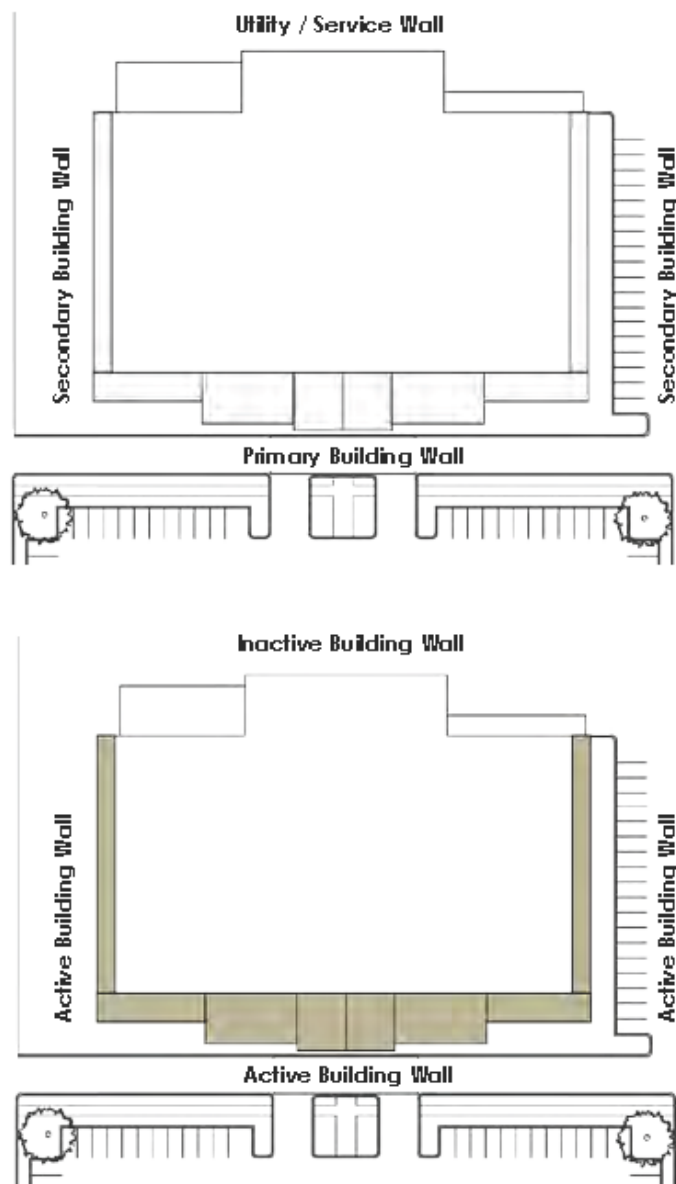 Utility / Service Wall
Secondary Building Wall
Secondary Building Wall
Primary Building Wall
Inactive Building Wall
Active Building Wall
Active Building Wall
Active Building Wall